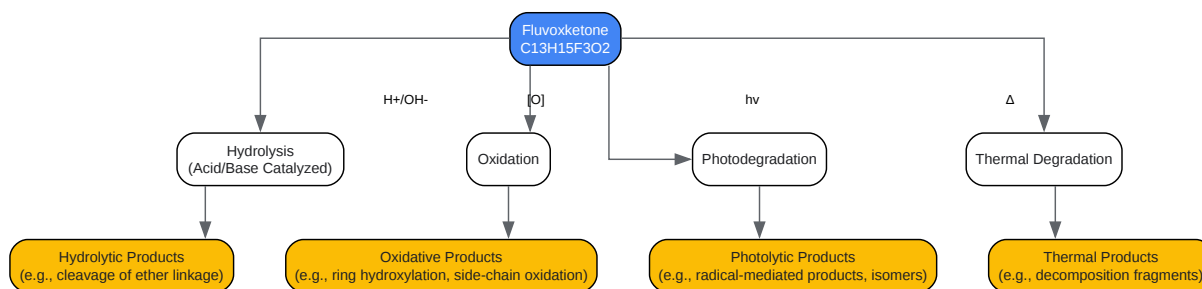 Fluvoxketone
C13H15F3O2
H+/OH-
[O]
hν
Δ
Hydrolysis
(Acid/Base Catalyzed)
Oxidation
Photodegradation
Thermal Degradation
Hydrolytic Products
(e.g., cleavage of ether linkage)
Oxidative Products
(e.g., ring hydroxylation, side-chain oxidation)
Photolytic Products
(e.g., radical-mediated products, isomers)
Thermal Products
(e.g., decomposition fragments)